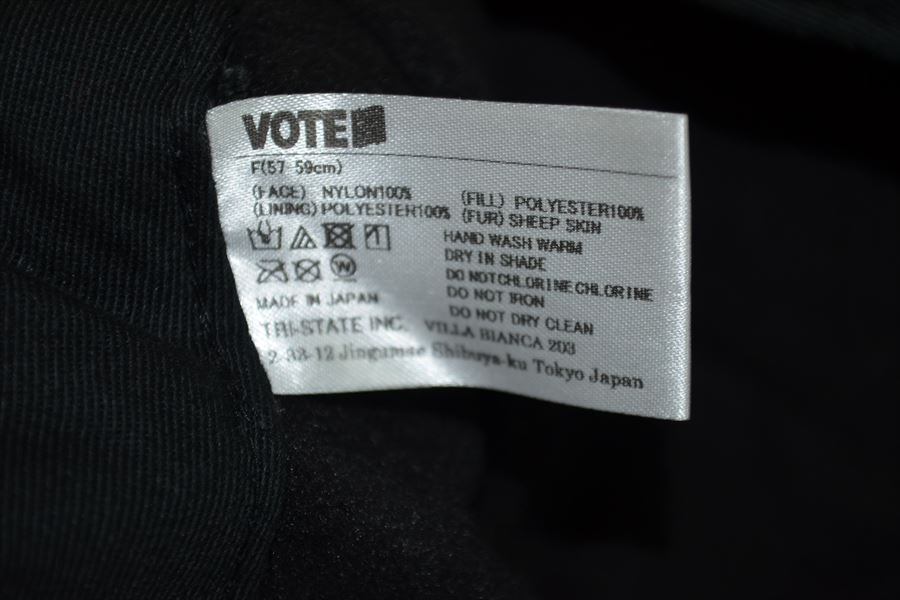 VOTE
F(57 59cm)
(FACE) NYLON100% (FILL) POLYESTER100%
(LINING) POLYESTER100% (FUR) SHEEP SKIN
HAND WASH WARM
DRY IN SHADE
DO NOTCHLORINE CHLORINE
DO NOT IRON
DO NOT DRY CLEAN
W
MADE IN JAPAN
TRI-STATE INC. VILLA BIANCA 203
2-33-12 Jingumae Shibuya-ku Tokyo Japan